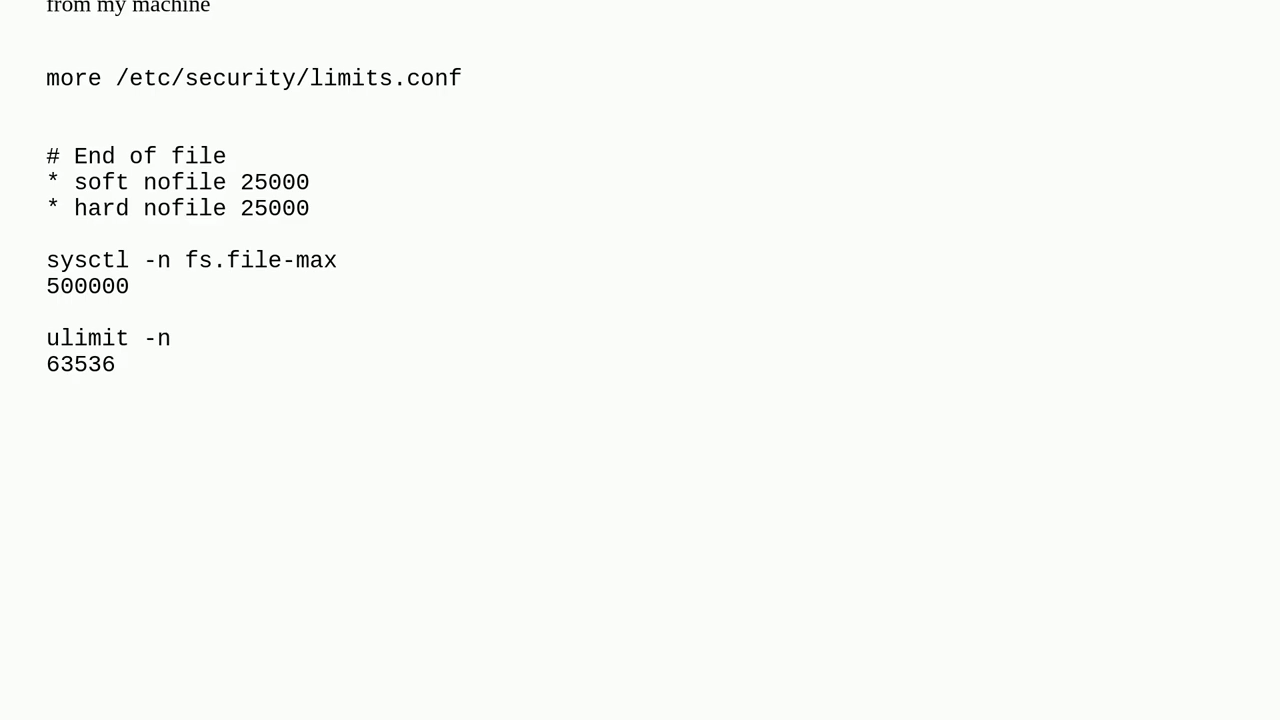 from my machine
more /etc/security/limits.conf
# End of file
* soft nofile 25000
* hard nofile 25000
sysctl -n fs.file-max
500000
ulimit -n
63536